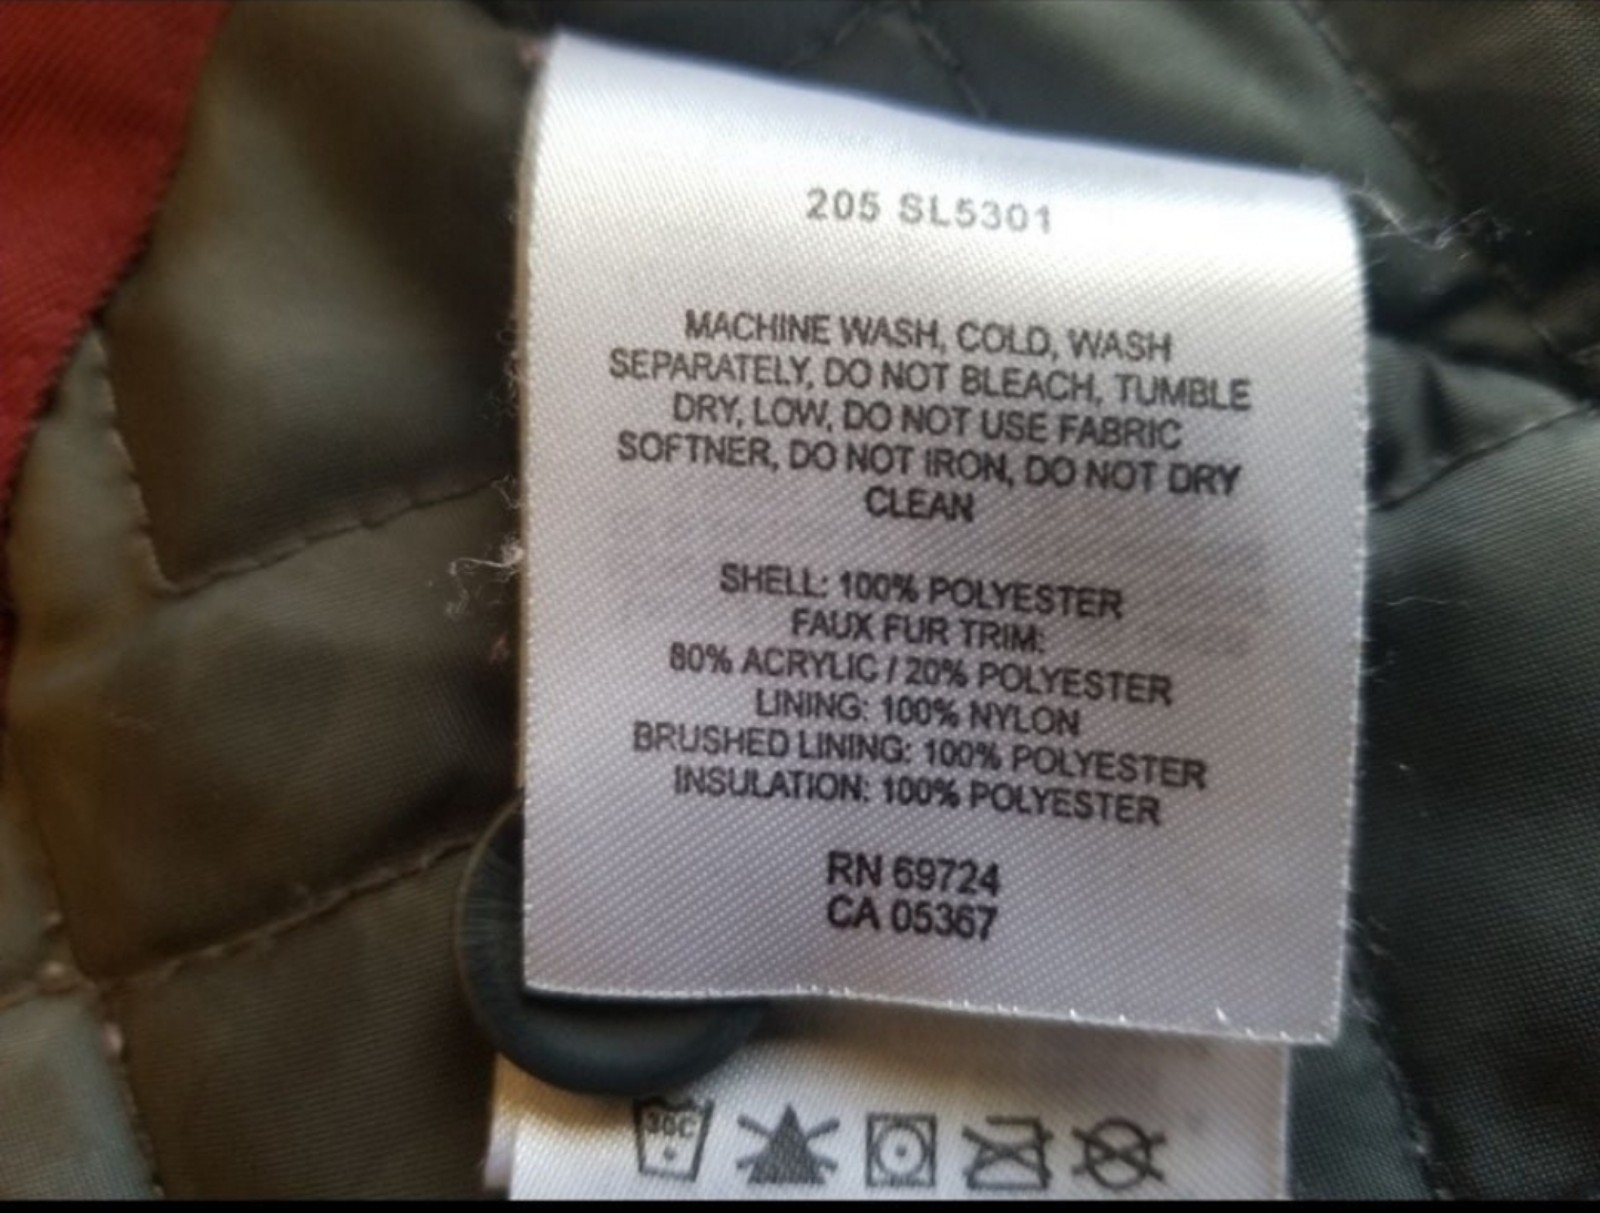 205 SL5301
MACHINE WASH, COLD, WASH
SEPARATELY, DO NOT BLEACH, TUMBLE
DRY, LOW, DO NOT USE FABRIC
SOFTNER, DO NOT IRON, DO NOT DRY
CLEAN
SHELL: 100% POLYESTER
FAUX FUR TRIM:
80% ACRYLIC / 20% POLYESTER
LINING: 100% NYLON
BRUSHED LINING: 100% POLYESTER
INSULATION: 100% POLYESTER
RN 69724
CA 05367
30C